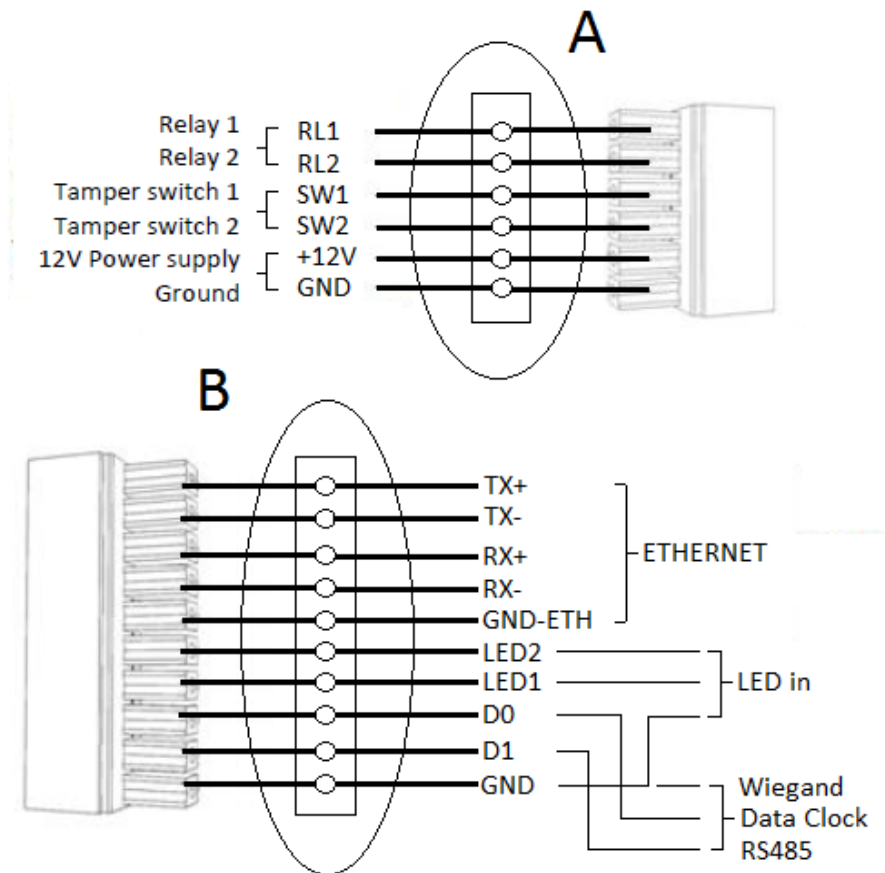 A
Relay 1
RL1
Relay 2
RL2
Tamper switch 1
SW1
Tamper switch 2
SW2
12V Power supply
+12V
Ground
GND
B
TX+
TX-
RX+
ETHERNET
RX-
GND-ETH
LED2
LED1
LED in
D0
D1
GND
Wiegand
Data Clock
RS485